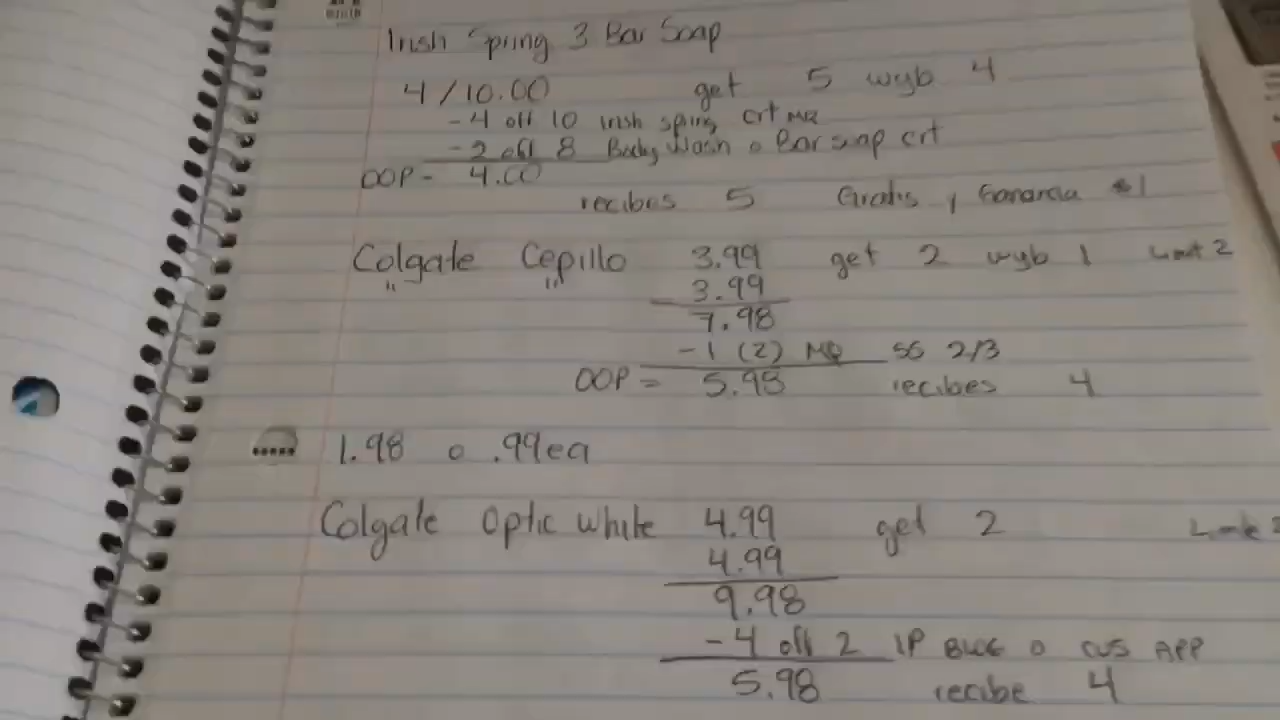 Irish Spring 3 Bar Soap
4/10.00 get 5 wyb 4
-4 off 10 Irish Spring crt MQ
-2 off 8 Body Wash o Bar soap crt
OOP - 4.00
recibes 5 Gratis y Ganancia $1
Colgate Cepillo 3.99 get 2 wyb 1 Limit 2
3.99
7.98
-1 (2) MQ SS 2/3
OOP = 5.98 recibes 4
1.98 o .99ea
Colgate Optic White 4.99 get 2
4.99
9.98
-4 off 2 IP o CVS APP
5.98 recibe 4